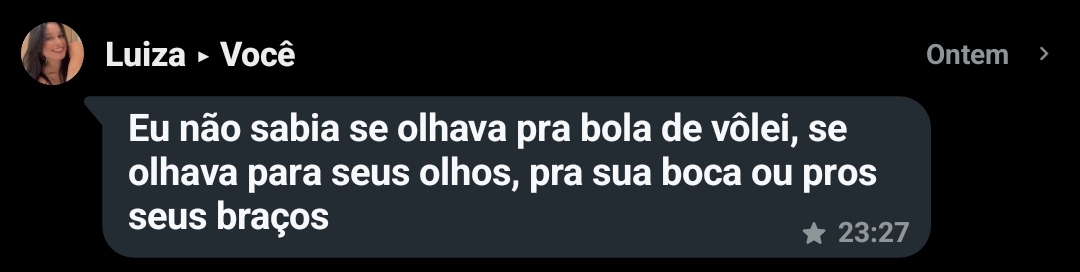 Luiza ▸ Você
Ontem
Eu não sabia se olhava pra bola de vôlei, se
olhava para seus olhos, pra sua boca ou pros
seus braços
23:27